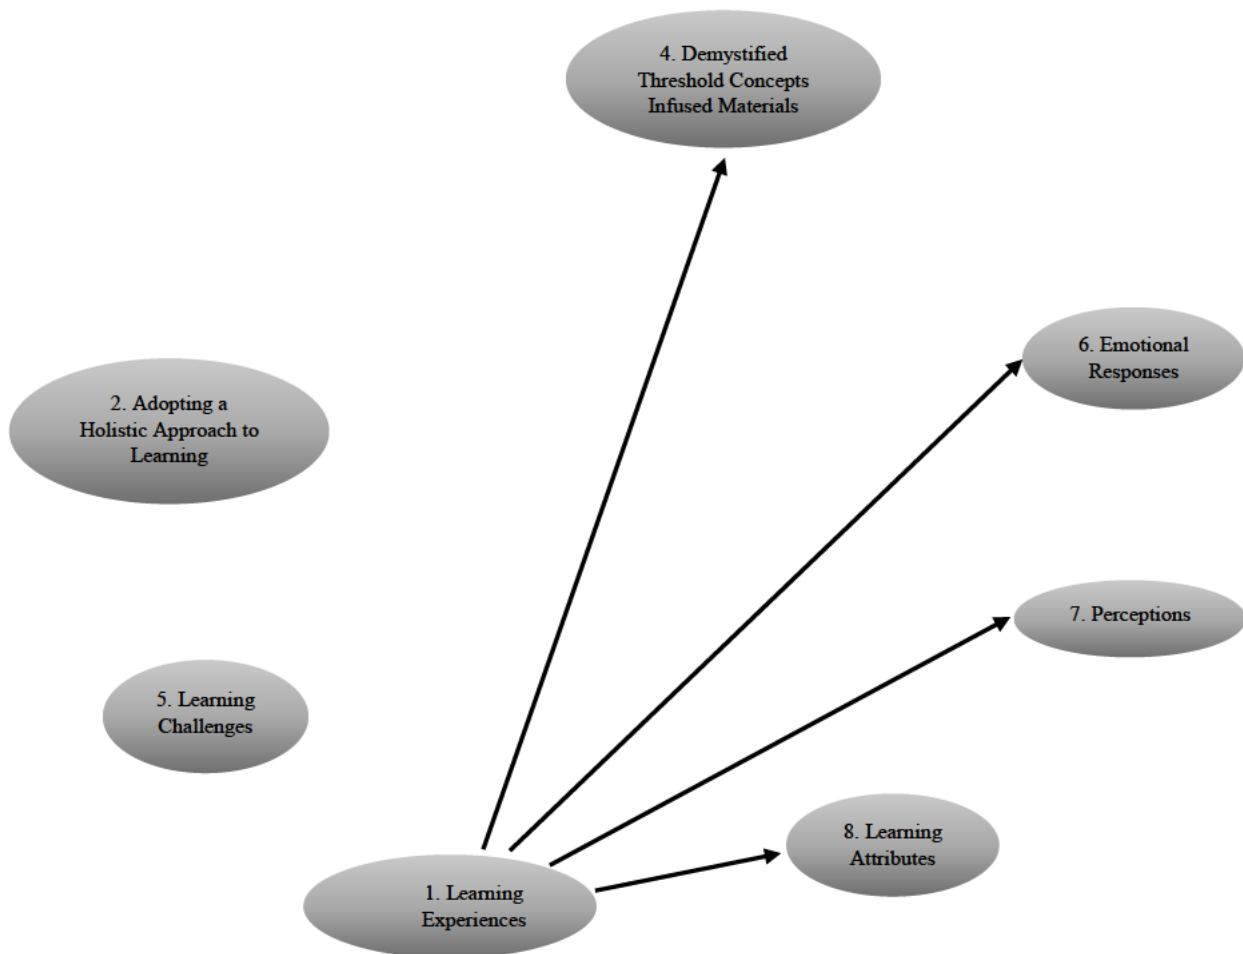 4. Demystified
Threshold Concepts
Infused Materials
6. Emotional
Responses
2. Adopting a
Holistic Approach to
Learning
7. Perceptions
5. Learning
Challenges
8. Learning
Attributes
1. Learning
Experiences